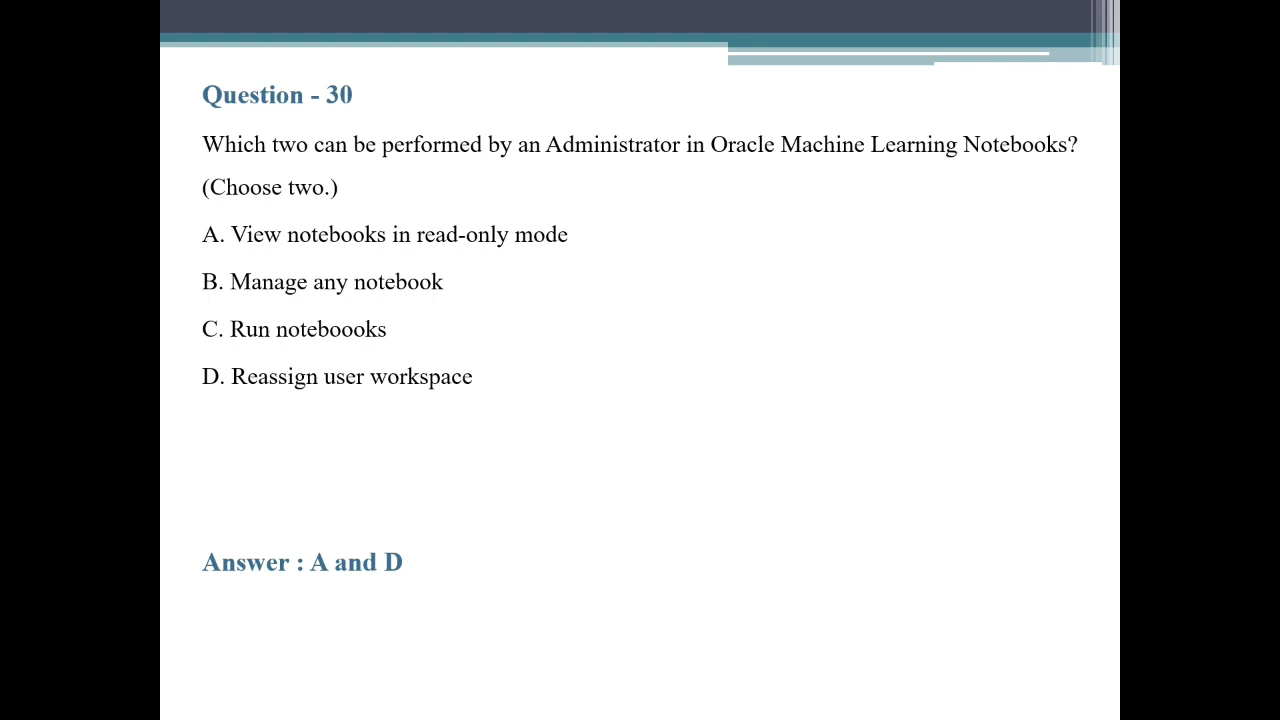 Question - 30
Which two can be performed by an Administrator in Oracle Machine Learning Notebooks?
(Choose two.)
A. View notebooks in read-only mode
B. Manage any notebook
C. Run noteboooks
D. Reassign user workspace
Answer : A and D